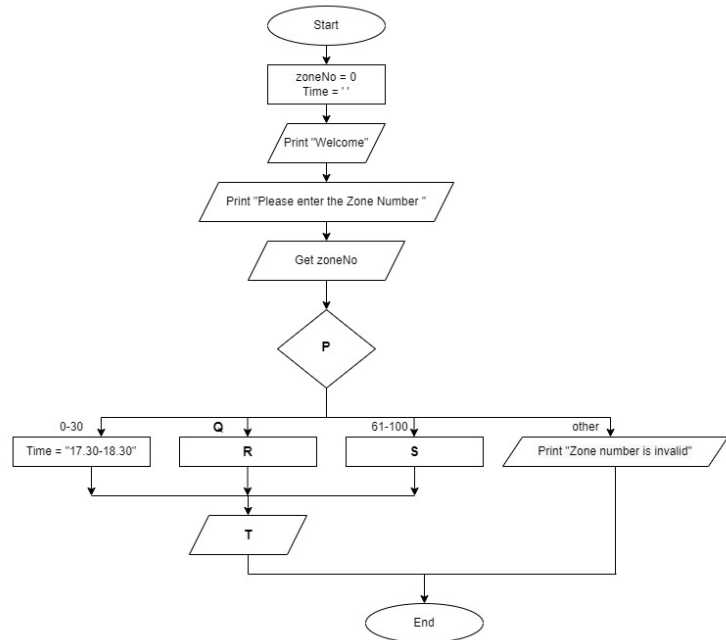 Start
zoneNo = 0
Time = ' '
Print "Welcome"
Print "Please enter the Zone Number "
Get zoneNo
P
0-30
Q
61-100
other
Time = "17.30-18.30"
R
S
Print "Zone number is invalid"
T
End